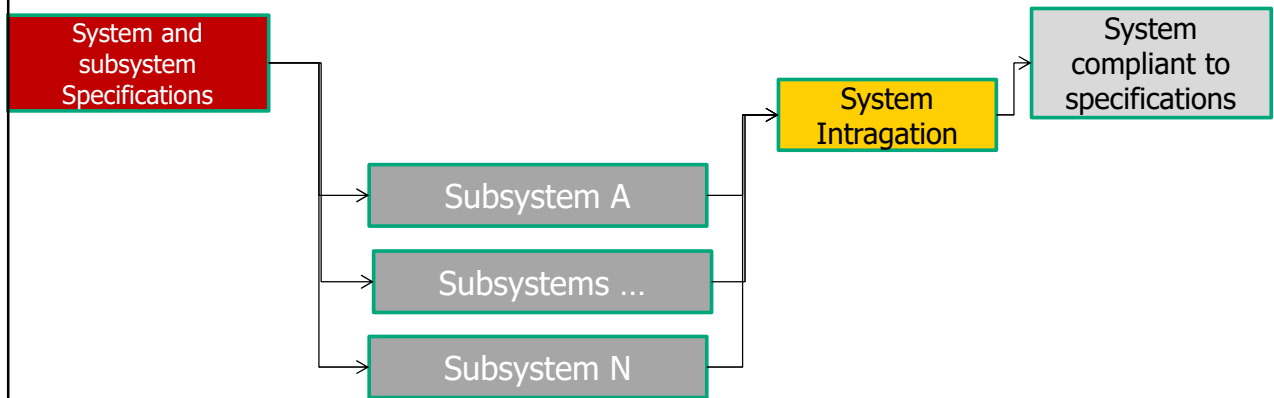 System and
subsystem
Specifications
System
compliant to
specifications
System
Intragation
Subsystem A
Subsystems ...
Subsystem N